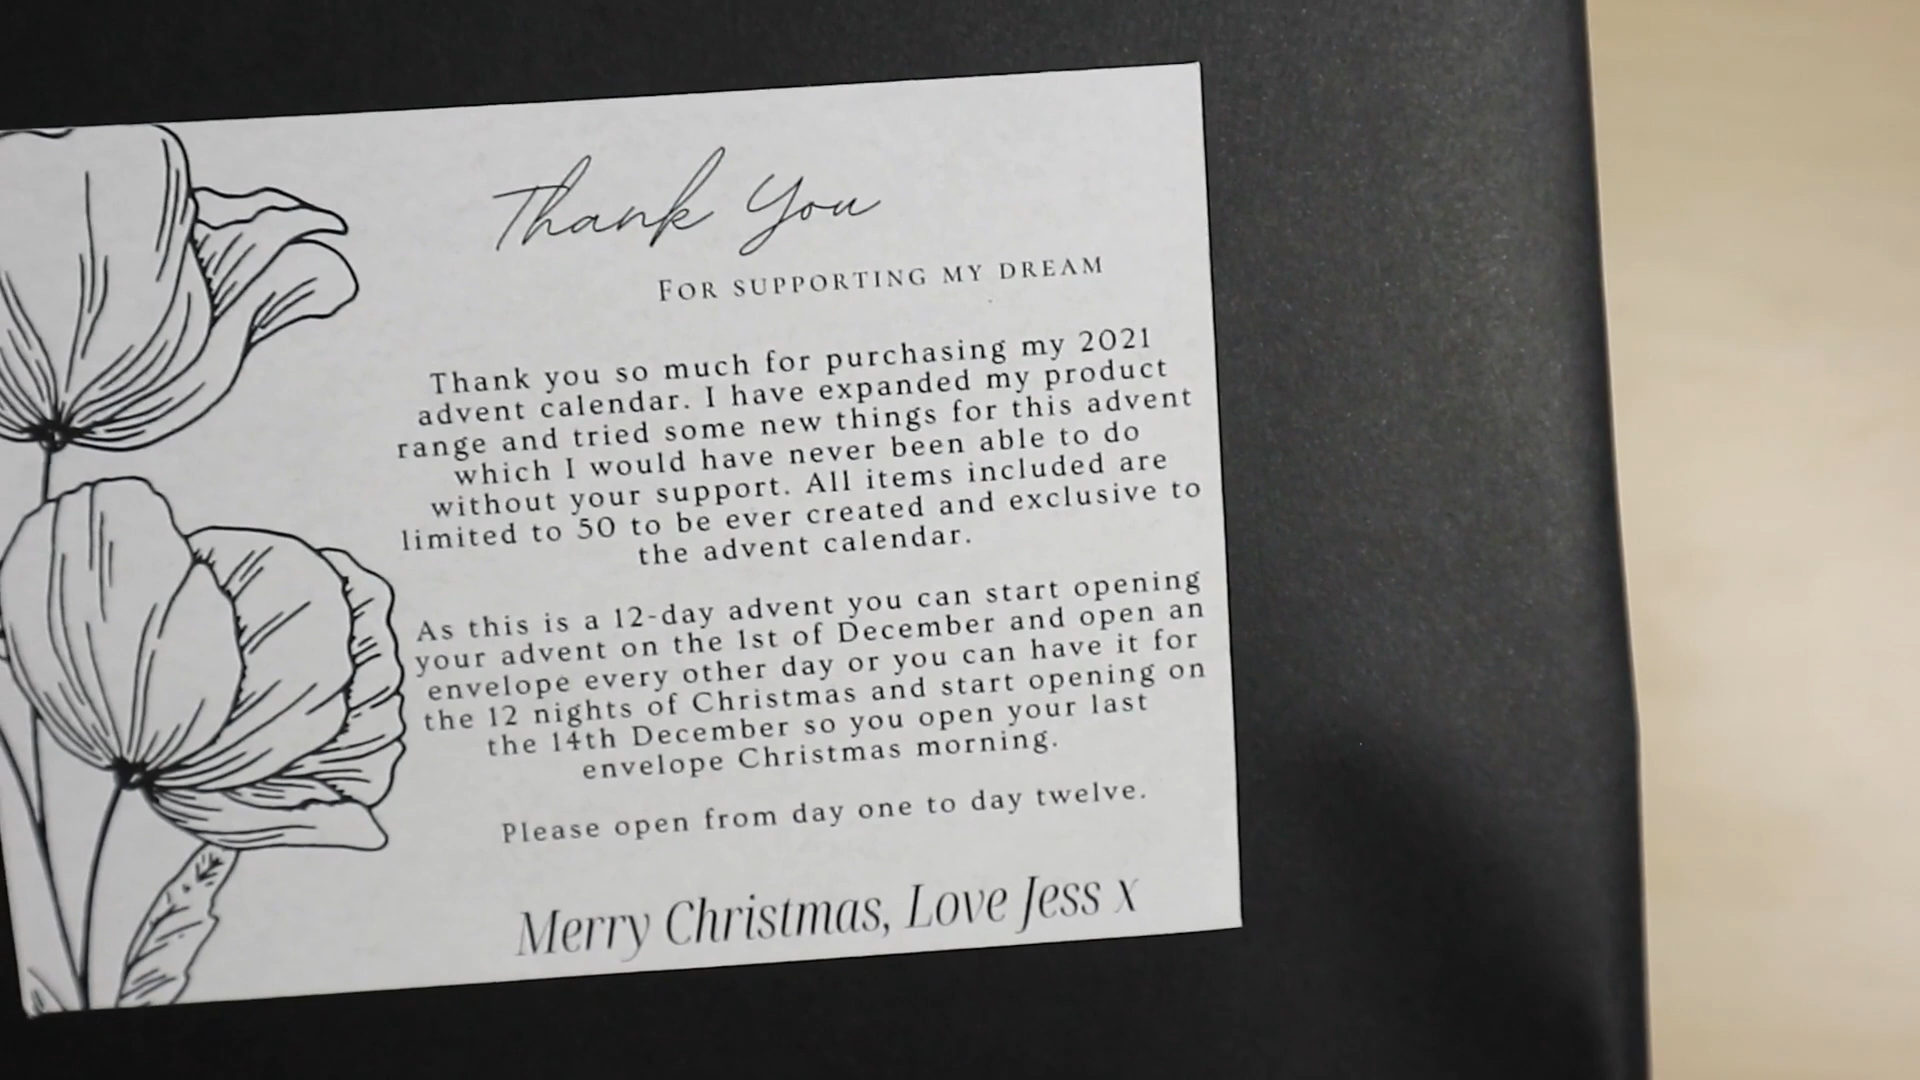 Thank You
FOR SUPPORTING MY DREAM
Thank you so much for purchasing my 2021
advent calendar. I have expanded my product
range and tried some new things for this advent
which I would have never been able to do
without your support. All items included are
limited to 50 to be ever created and exclusive to
the advent calendar.
As this is a 12-day advent you can start opening
your advent on the 1st of December and open an
envelope every other day or you can have it for
the 12 nights of Christmas and start opening on
the 14th December so you open your last
envelope Christmas morning.
Please open from day one to day twelve.
Merry Christmas, Love Jess x